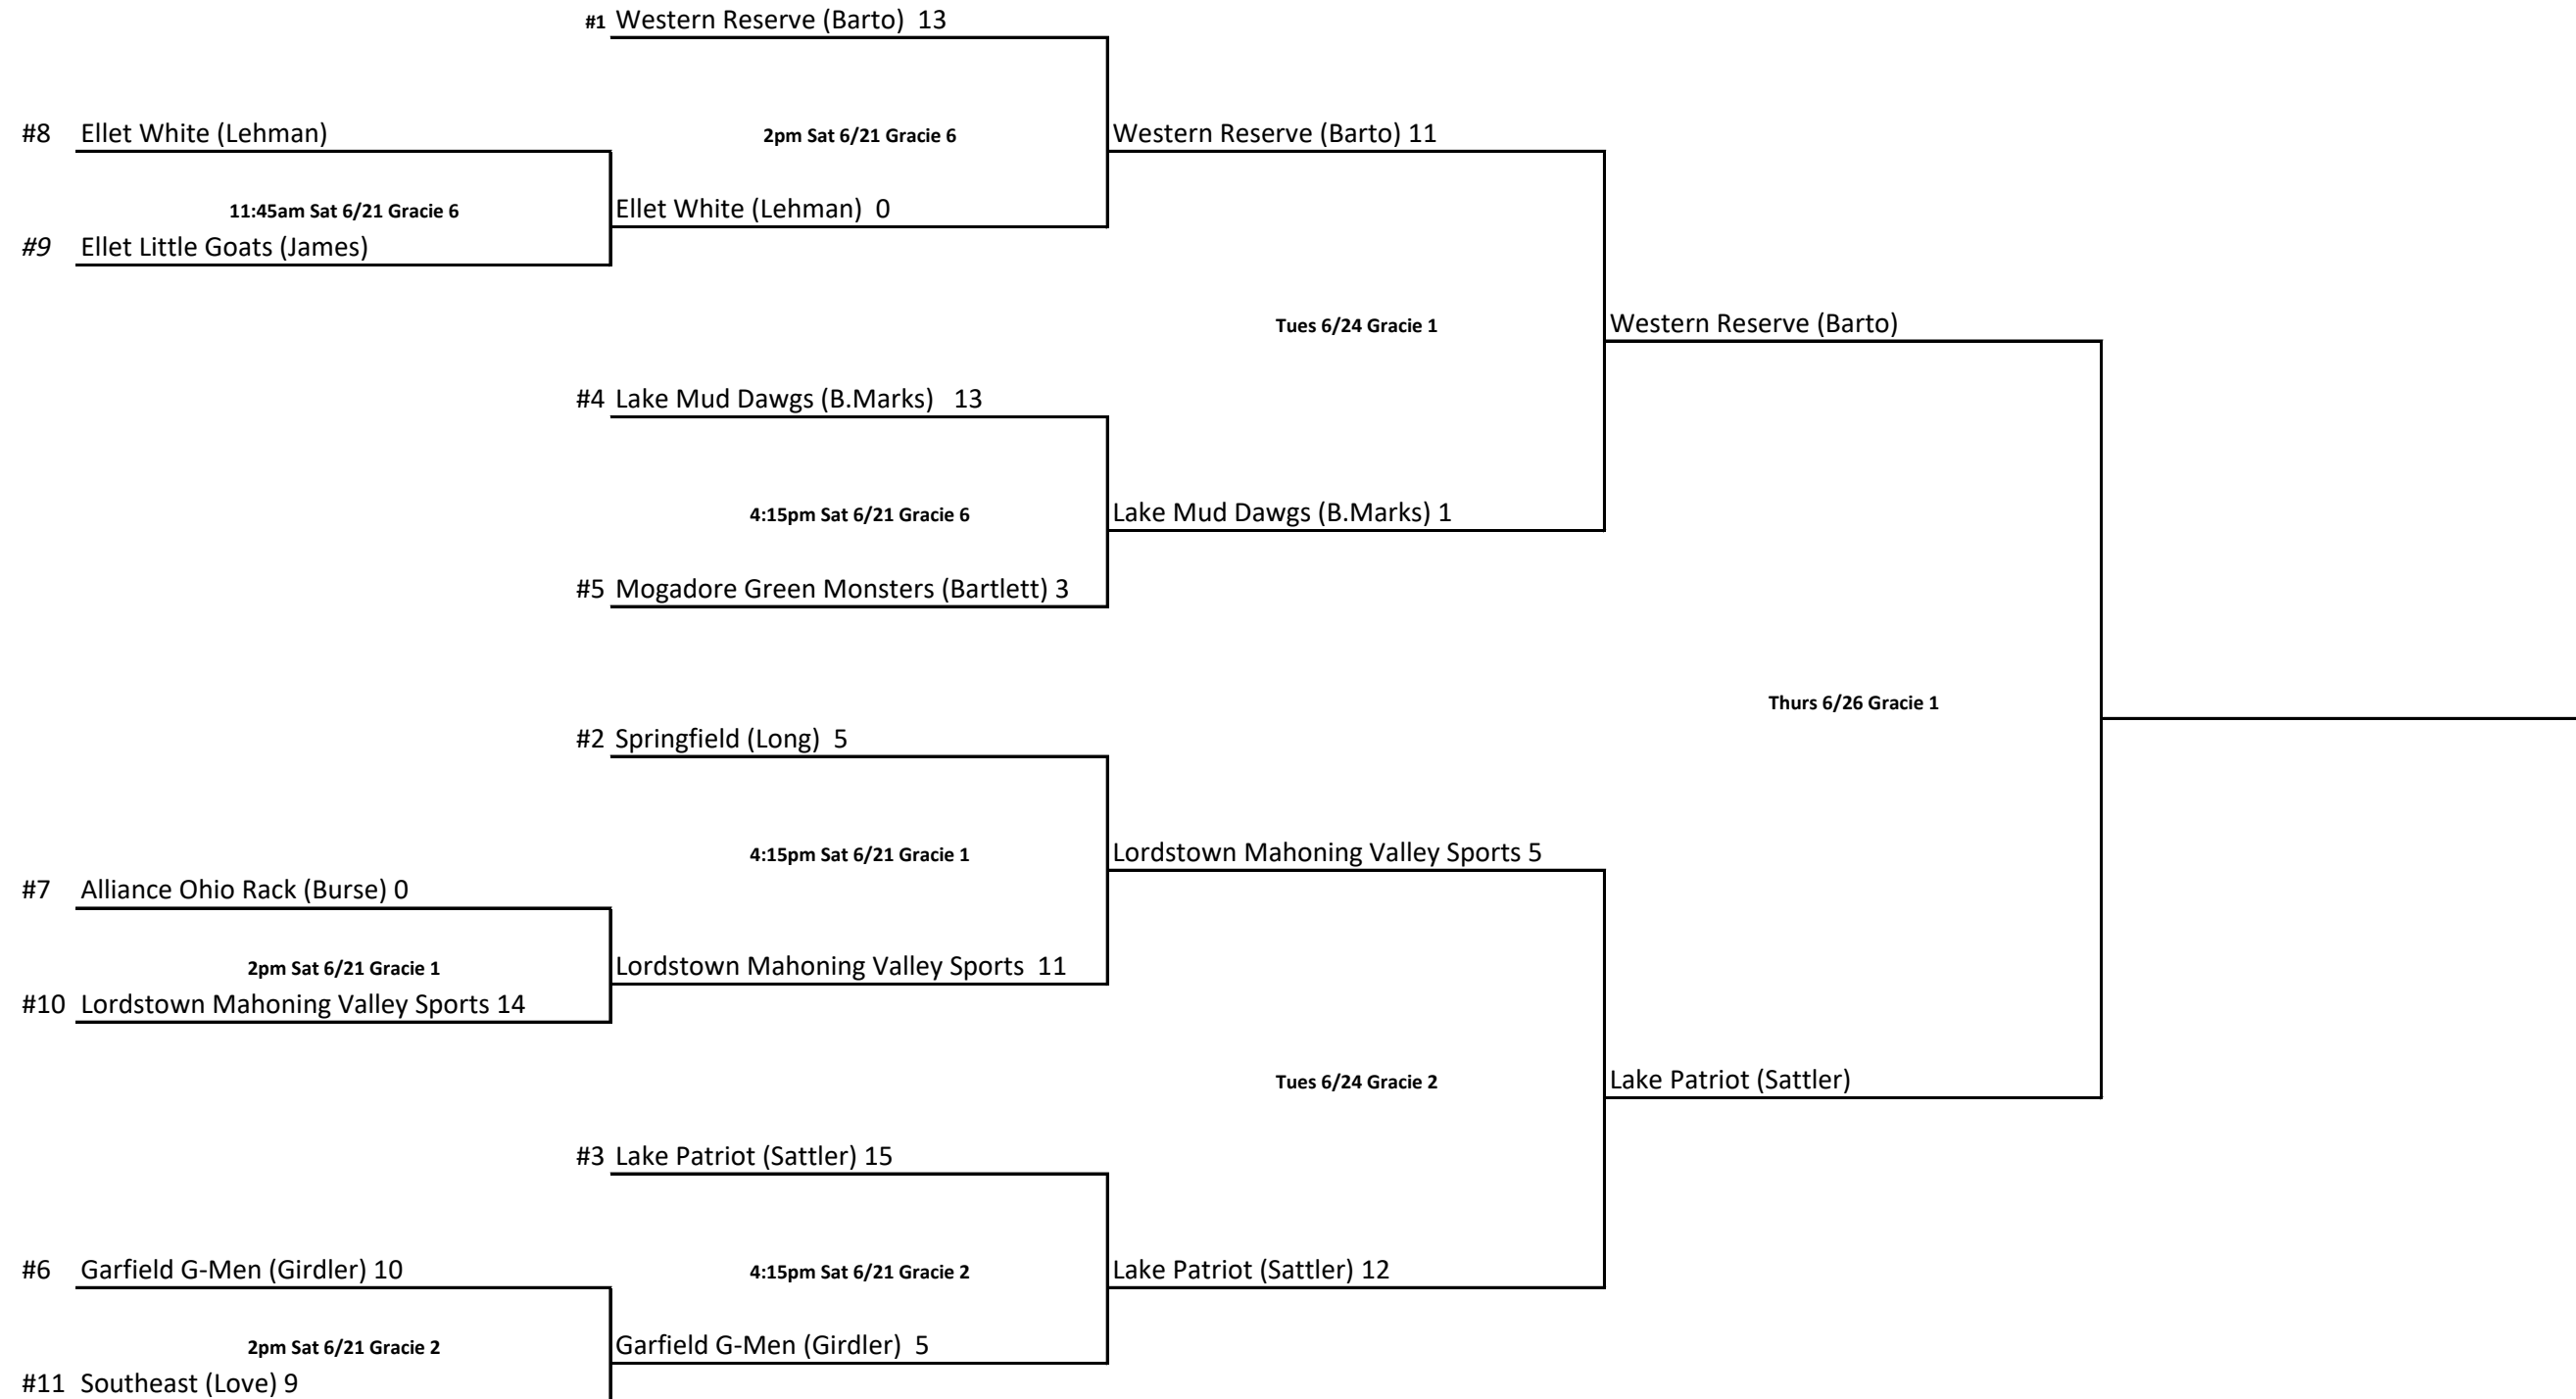 #1 Western Reserve (Barto) 13
#8 Ellet White (Lehman)
2pm Sat 6/21 Gracie 6
Western Reserve (Barto) 11
11:45am Sat 6/21 Gracie 6
Ellet White (Lehman) 0
#9 Ellet Little Goats (James)
Tues 6/24 Gracie 1
Western Reserve (Barto)
#4 Lake Mud Dawgs (B.Marks) 13
4:15pm Sat 6/21 Gracie 6
Lake Mud Dawgs (B.Marks) 1
#5 Mogadore Green Monsters (Bartlett) 3
Thurs 6/26 Gracie 1
#2 Springfield (Long) 5
4:15pm Sat 6/21 Gracie 1
Lordstown Mahoning Valley Sports 5
#7 Alliance Ohio Rack (Burse) 0
2pm Sat 6/21 Gracie 1
Lordstown Mahoning Valley Sports 11
#10 Lordstown Mahoning Valley Sports 14
Tues 6/24 Gracie 2
Lake Patriot (Sattler)
#3 Lake Patriot (Sattler) 15
#6 Garfield G-Men (Girdler) 10
4:15pm Sat 6/21 Gracie 2
Lake Patriot (Sattler) 12
2pm Sat 6/21 Gracie 2
Garfield G-Men (Girdler) 5
#11 Southeast (Love) 9